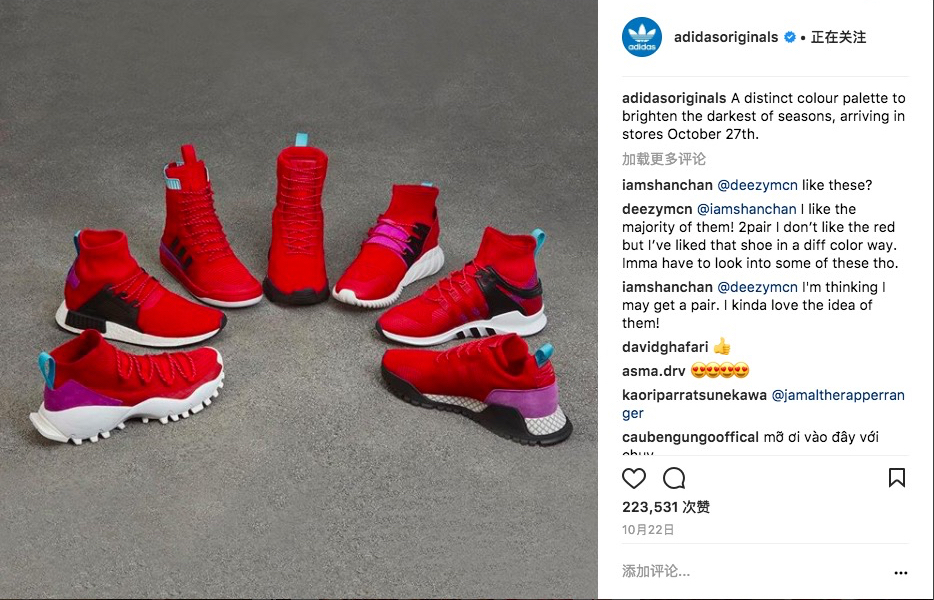 adidas
adidasoriginals • 正在关注
adidasoriginals A distinct colour palette to
brighten the darkest of seasons, arriving in
stores October 27th.
加载更多评论
iamshanchan @deezymcn like these?
deezymcn @iamshanchan I like the
majority of them! 2pair I don’t like the red
but I’ve liked that shoe in a diff color way.
Imma have to look into some of these tho.
iamshanchan @deezymcn I'm thinking I
may get a pair. I kinda love the idea of
them!
davidghafari 👍
asma.drv 😍😍😍😍
kaoriparratsunekawa @jamaltherapperran
ger
caubengungooffical mỡ ơi vào đây với
223,531 次赞
10月22日
添加评论...